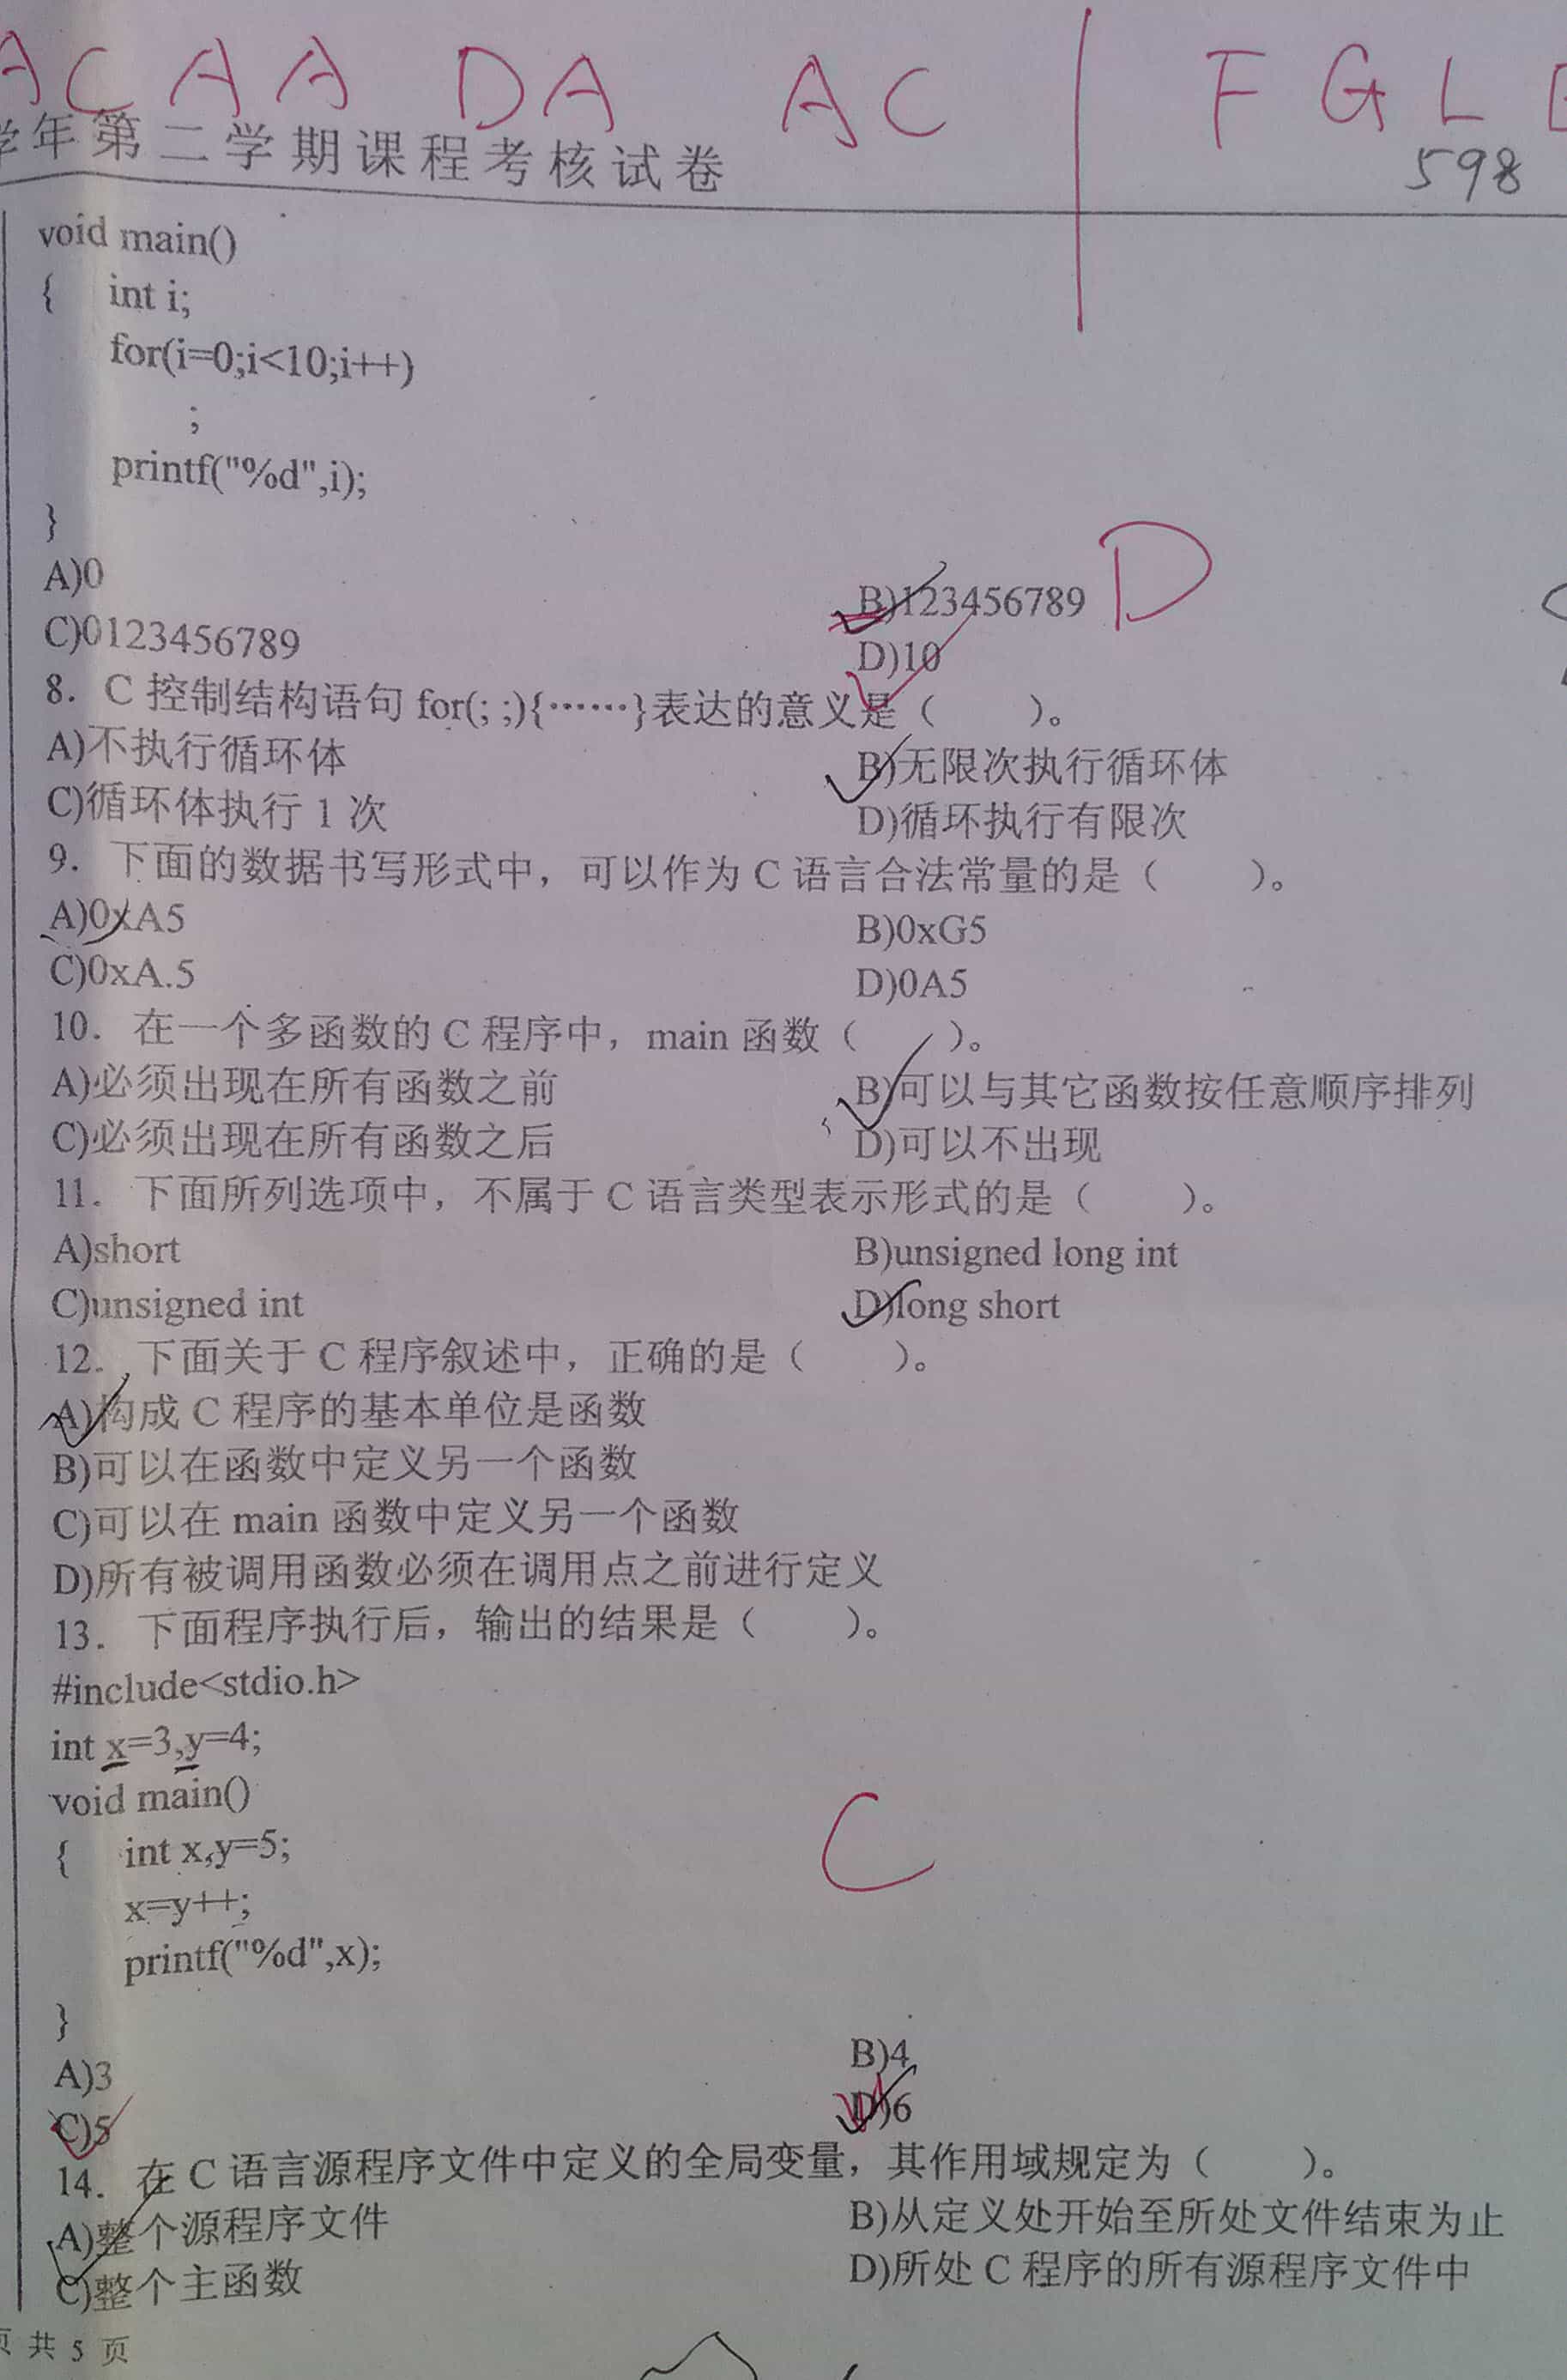 A C A A D A A C F G L
学年第二学期课程考核试卷
598
void main()
{ int i;
for(i=0;i<10;i++)
;
printf("%d",i);
}
A)0
B)123456789 D
C)0123456789
D)10
8. C 控制结构语句 for(; ;){……}表达的意义是（ ）。
A)不执行循环体
B)无限次执行循环体
C)循环体执行 1 次
D)循环执行有限次
9. 下面的数据书写形式中，可以作为 C 语言合法常量的是（ ）。
A)0xA5
B)0xG5
C)0xA.5
D)0A5
10. 在一个多函数的 C 程序中，main 函数（ ）。
A)必须出现在所有函数之前
B)可以与其它函数按任意顺序排列
C)必须出现在所有函数之后
D)可以不出现
11. 下面所列选项中，不属于 C 语言类型表示形式的是（ ）。
A)short
B)unsigned long int
C)unsigned int
D)long short
12. 下面关于 C 程序叙述中，正确的是（ ）。
A)构成 C 程序的基本单位是函数
B)可以在函数中定义另一个函数
C)可以在 main 函数中定义另一个函数
D)所有被调用函数必须在调用点之前进行定义
13. 下面程序执行后，输出的结果是（ ）。
#include<stdio.h>
int x=3,y=4;
void main()
{ int x,y=5;
C
x=y++;
printf("%d",x);
}
A)3
B)4
C)5
D)6
14. 在 C 语言源程序文件中定义的全局变量，其作用域规定为（ ）。
A)整个源程序文件
B)从定义处开始至所处文件结束为止
C)整个主函数
D)所处 C 程序的所有源程序文件中
页 共 5 页